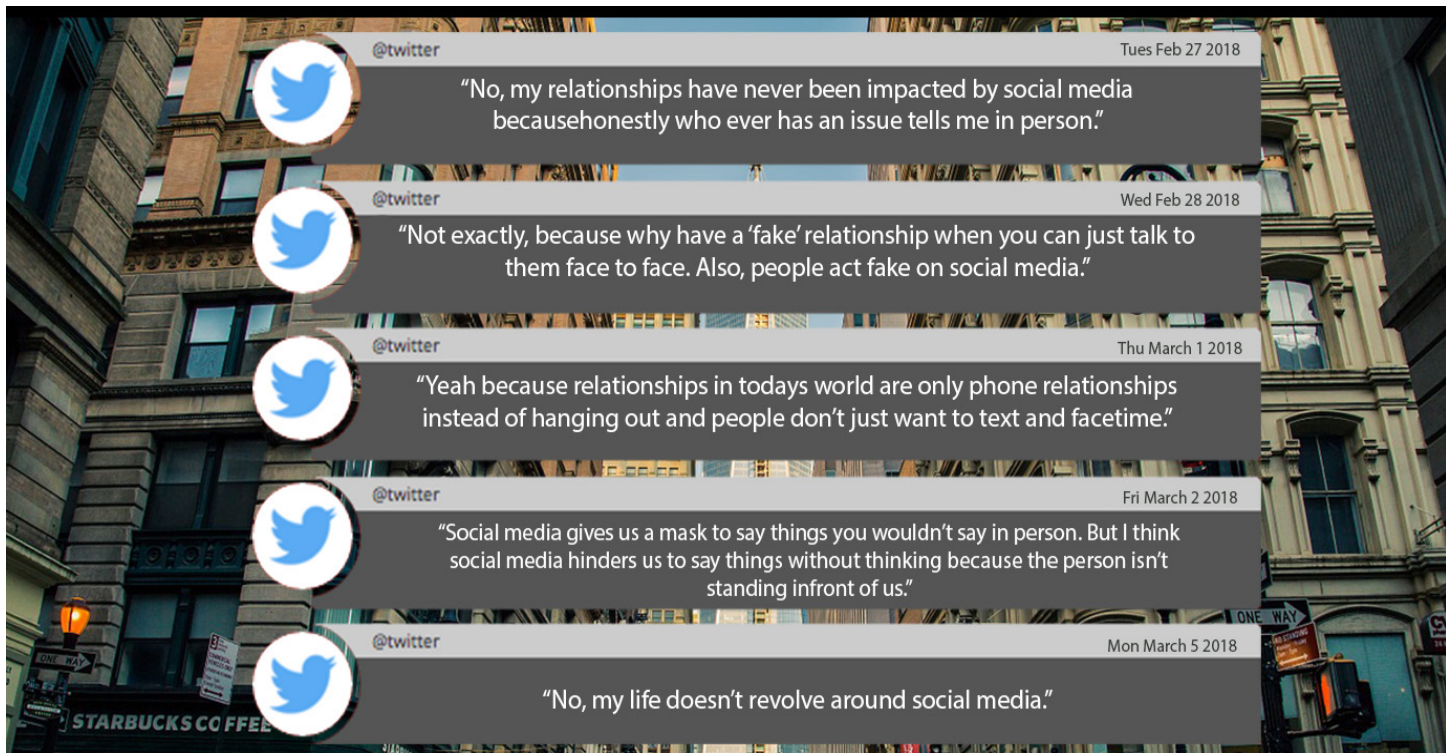 @twitter
Tues Feb 27 2018
“No, my relationships have never been impacted by social media
becausehonestly who ever has an issue tells me in person.”
@twitter
Wed Feb 28 2018
“Not exactly, because why have a ‘fake’ relationship when you can just talk to
them face to face. Also, people act fake on social media.”
@twitter
Thu March 1 2018
“Yeah because relationships in todays world are only phone relationships
instead of hanging out and people don’t just want to text and facetime.”
@twitter
Fri March 2 2018
“Social media gives us a mask to say things you wouldn’t say in person. But I think
social media hinders us to say things without thinking because the person isn’t
standing infront of us.”
ONE WAY
NO STANDING
@twitter
Mon March 5 2018
ONE WAY
“No, my life doesn’t revolve around social media.”
STARBUCKS COFFEE